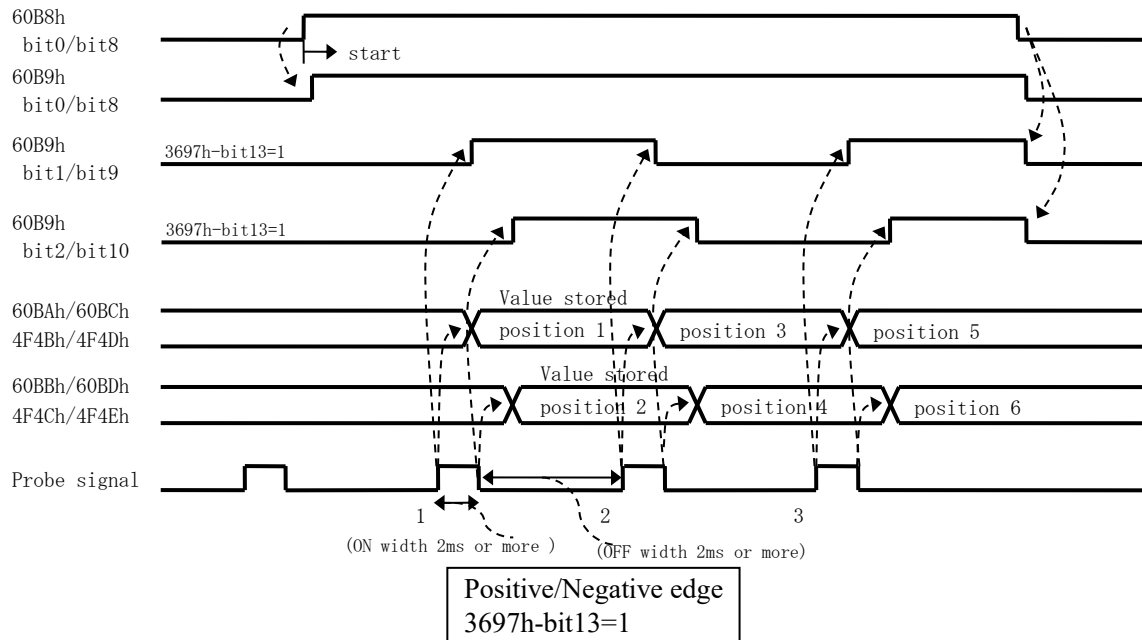 60B8h
bit0/bit8
start
60B9h
bit0/bit8
60B9h
bit1/bit9
3697h-bit13=1
60B9h
bit2/bit10
3697h-bit13=1
60BAh/60BCh
4F4Bh/4F4Dh
Value stored
position 1
position 3
position 5
60BBh/60BDh
4F4Ch/4F4Eh
Value stored
position 2
position 4
position 6
Probe signal
1
2
3
(ON width 2ms or more )
(OFF width 2ms or more)
Positive/Negative edge
3697h-bit13=1